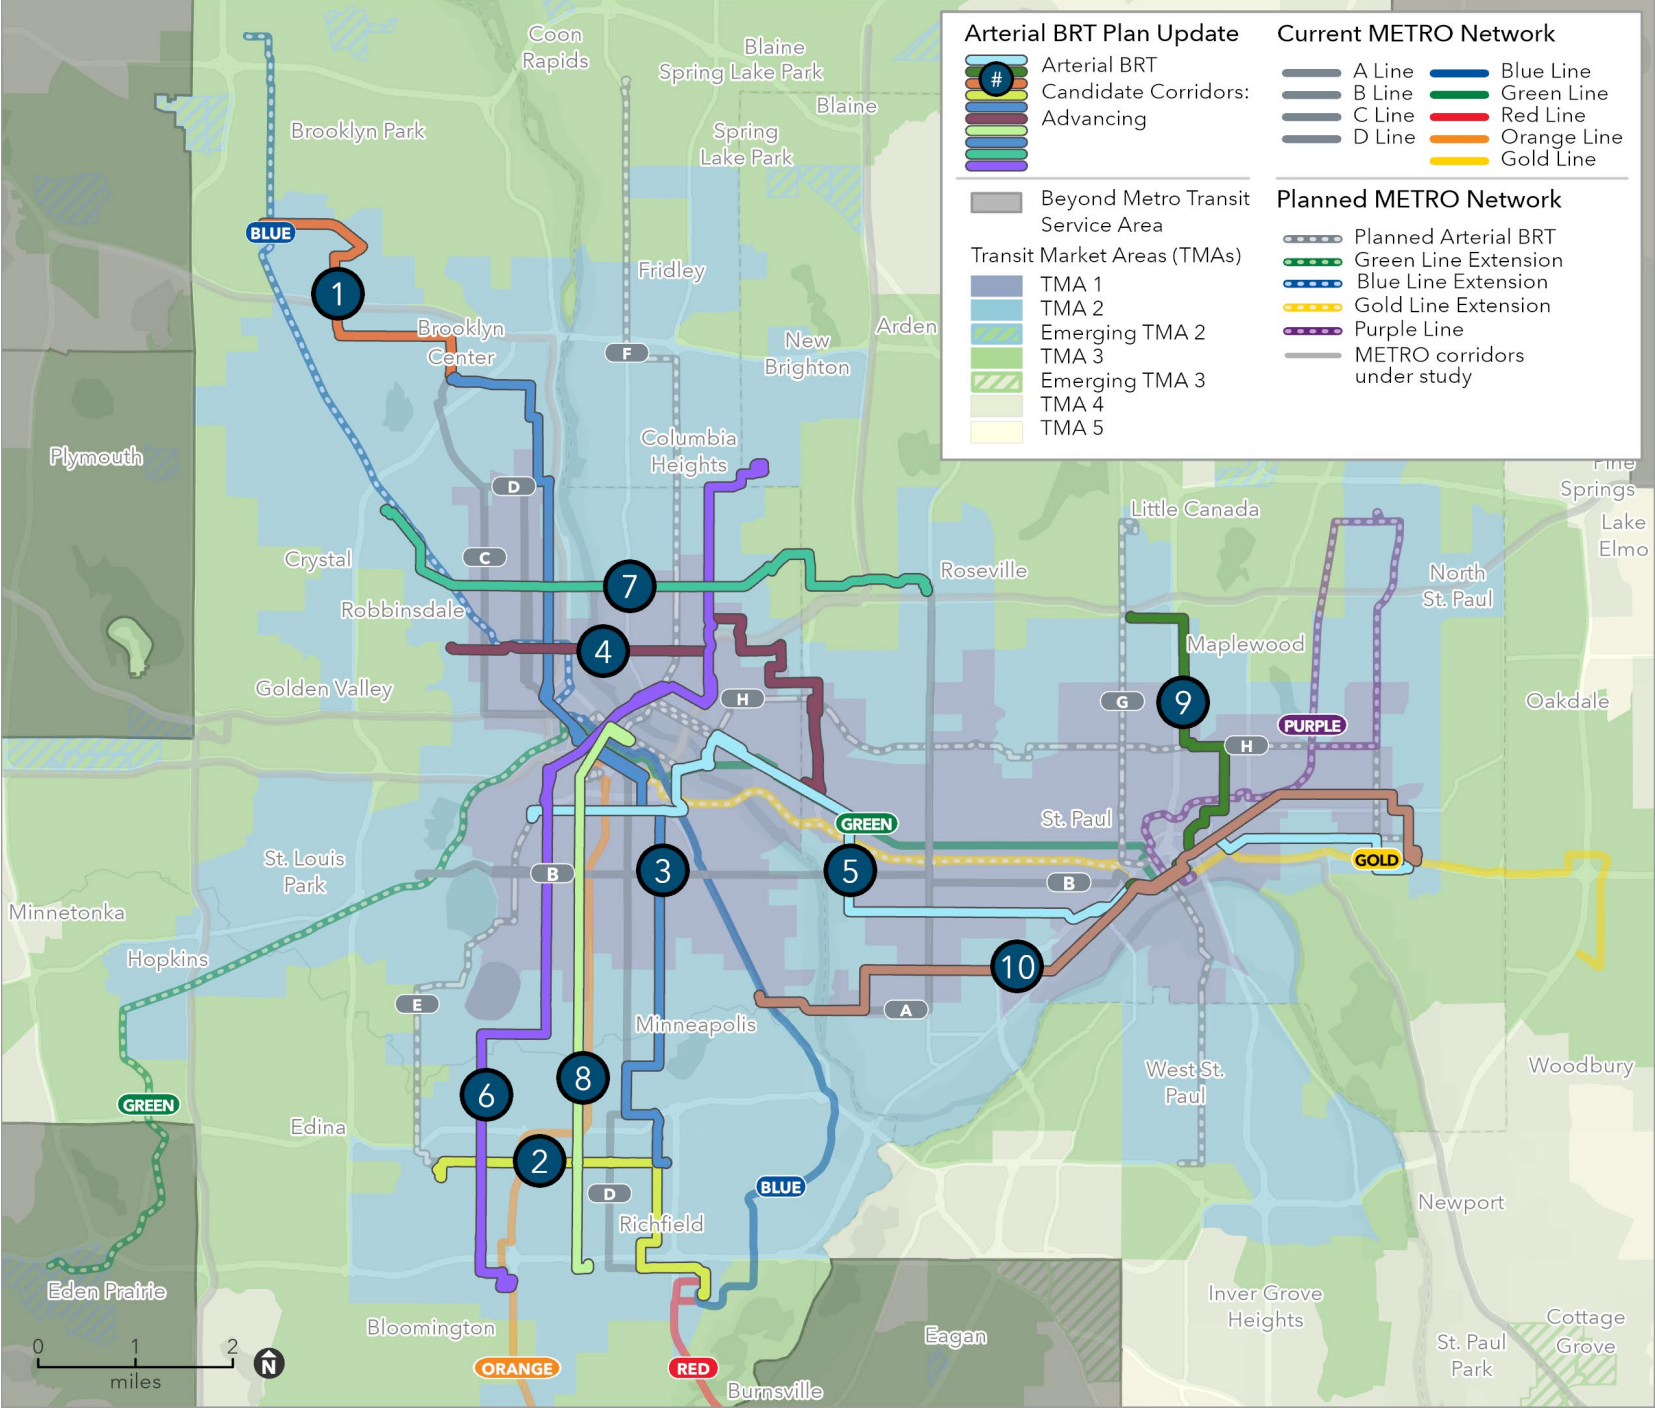 Arterial BRT Plan Update
#
Arterial BRT
Candidate Corridors:
Advancing
Beyond Metro Transit
Service Area
Transit Market Areas (TMAs)
TMA 1
TMA 2
Emerging TMA 2
TMA 3
Emerging TMA 3
TMA 4
TMA 5
Current METRO Network
A Line
B Line
C Line
D Line
Blue Line
Green Line
Red Line
Orange Line
Gold Line
Planned METRO Network
Planned Arterial BRT
Green Line Extension
Blue Line Extension
Gold Line Extension
Purple Line
METRO corridors
under study
Coon
Rapids
Blaine
Spring Lake Park
Blaine
Brooklyn Park
Spring
Lake Park
BLUE
Fridley
1
Brooklyn
Center
F
New
Brighton
Arden
Plymouth
Columbia
Heights
Pine
Springs
D
Little Canada
Lake
Elmo
Crystal
C
7
Roseville
North
St. Paul
Robbinsdale
4
Maplewood
Golden Valley
H
G
9
Oakdale
PURPLE
H
St. Paul
GREEN
St. Louis
Park
B
3
5
B
GOLD
Minnetonka
Hopkins
10
E
A
Minneapolis
Woodbury
6
8
West St.
Paul
GREEN
Edina
2
D
BLUE
Richfield
Newport
Eden Prairie
Inver Grove
Heights
Cottage
Grove
Bloomington
Eagan
St. Paul
Park
0 1 2
miles
N
ORANGE
RED
Burnsville